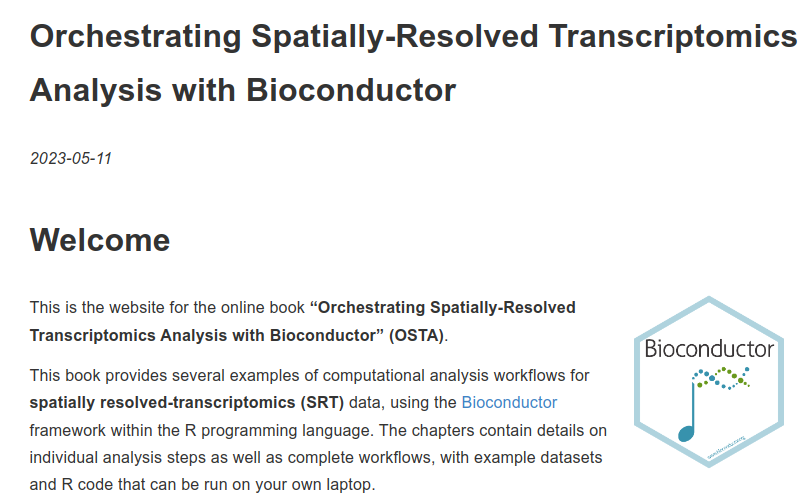 Orchestrating Spatially-Resolved Transcriptomics
Analysis with Bioconductor
2023-05-11
Welcome
This is the website for the online book “Orchestrating Spatially-Resolved
Transcriptomics Analysis with Bioconductor” (OSTA).
This book provides several examples of computational analysis workflows for
spatially resolved-transcriptomics (SRT) data, using the Bioconductor
framework within the R programming language. The chapters contain details on
individual analysis steps as well as complete workflows, with example datasets
and R code that can be run on your own laptop.
Bioconductor